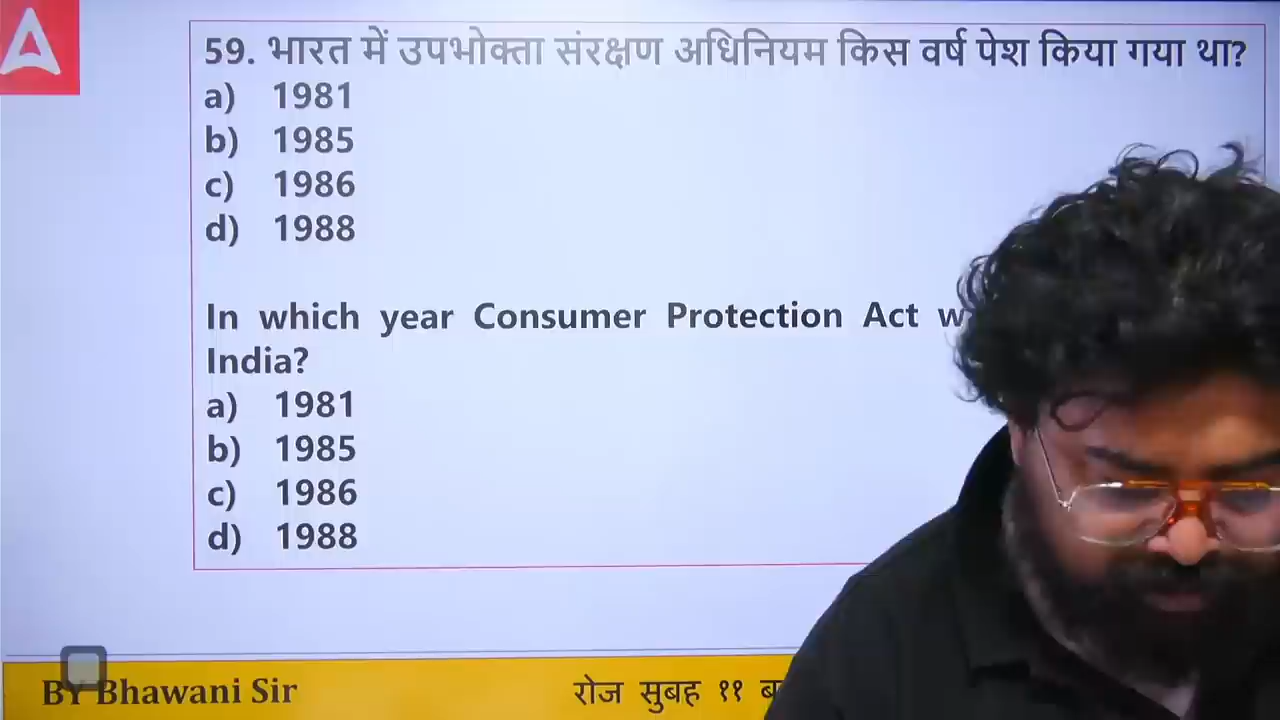 59. भारत में उपभोक्ता संरक्षण अधिनियम किस वर्ष पेश किया गया था?
a) 1981
b) 1985
c) 1986
d) 1988
In which year Consumer Protection Act
India?
a) 1981
b) 1985
c) 1986
d) 1988
BY Bhawani Sir
रोज सुबह ११